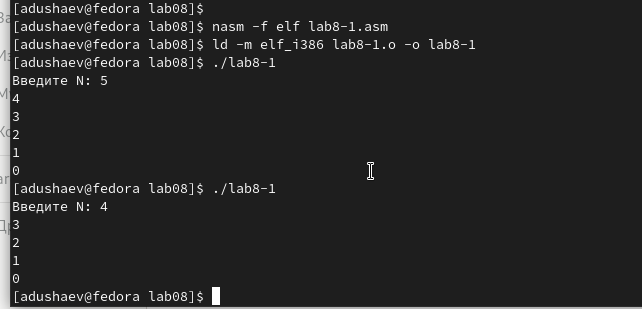 [adushaev@fedora lab08]$
[adushaev@fedora lab08]$ nasm -f elf lab8-1.asm
[adushaev@fedora lab08]$ ld -m elf_i386 lab8-1.o -o lab8-1
[adushaev@fedora lab08]$ ./lab8-1
Введите N: 5
4
3
2
1
0
[adushaev@fedora lab08]$ ./lab8-1
Введите N: 4
3
2
1
0
[adushaev@fedora lab08]$